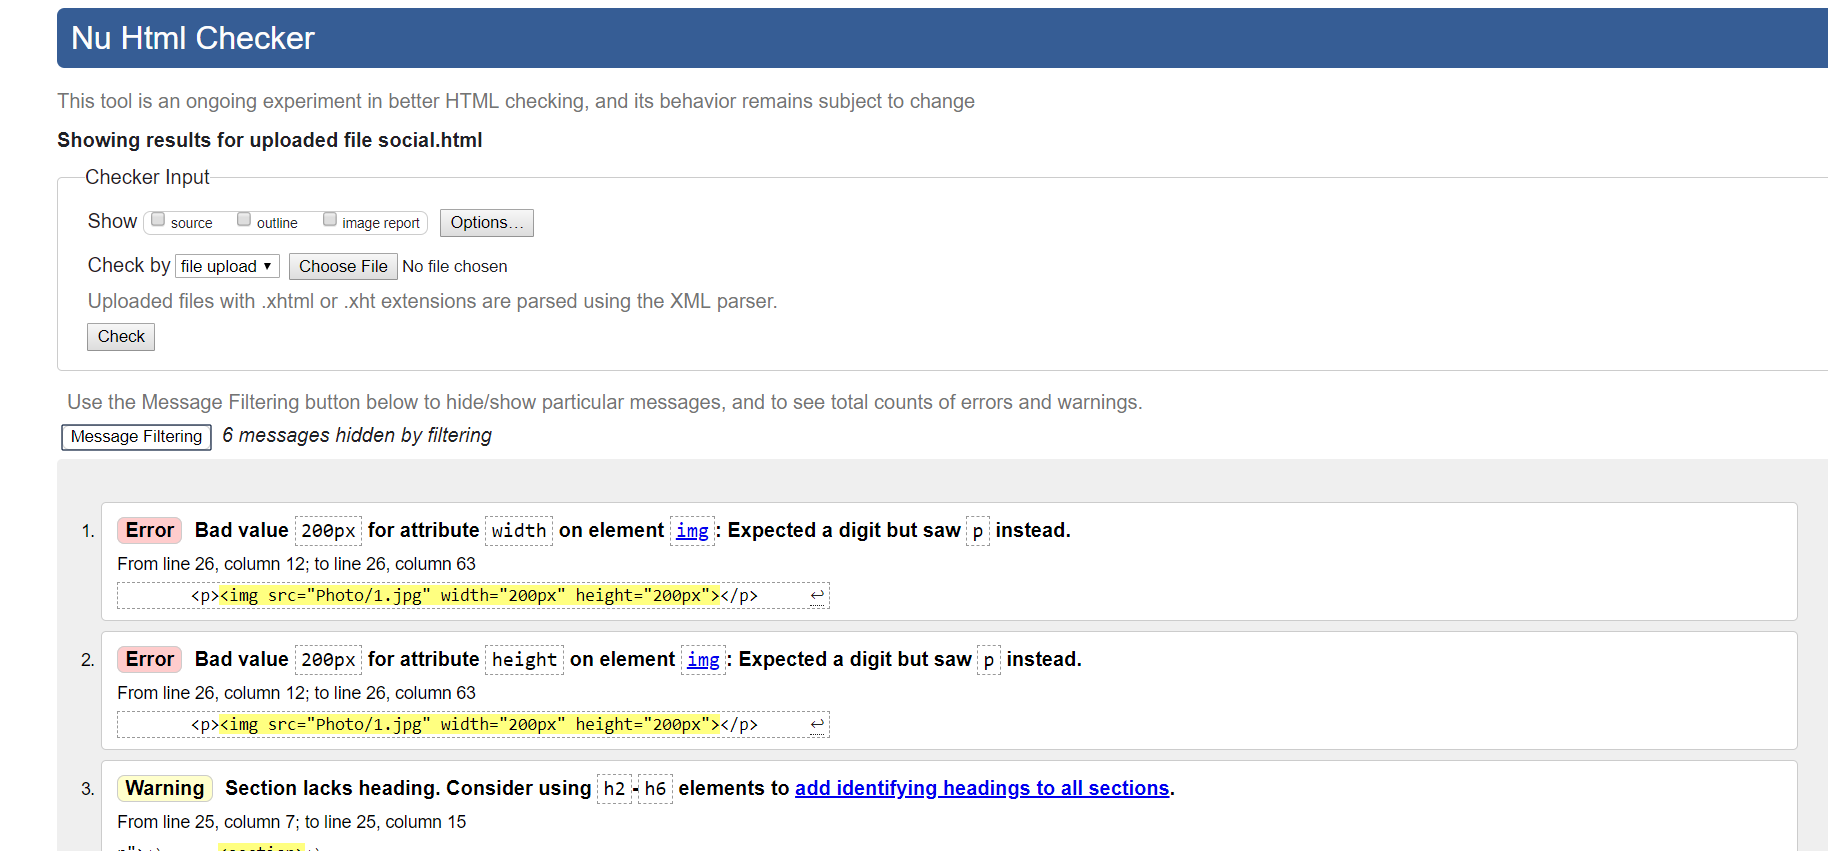 Nu Html Checker
This tool is an ongoing experiment in better HTML checking, and its behavior remains subject to change
Showing results for uploaded file social.html
Checker Input
Show source outline image report Options...
Check by file upload ▼ Choose File No file chosen
Uploaded files with .xhtml or .xht extensions are parsed using the XML parser.
Check
Use the Message Filtering button below to hide/show particular messages, and to see total counts of errors and warnings.
Message Filtering 6 messages hidden by filtering
1. Error Bad value 200px for attribute width on element img: Expected a digit but saw p instead.
From line 26, column 12; to line 26, column 63
<p><img src="Photo/1.jpg" width="200px" height="200px"></p> ↩
2. Error Bad value 200px for attribute height on element img: Expected a digit but saw p instead.
From line 26, column 12; to line 26, column 63
<p><img src="Photo/1.jpg" width="200px" height="200px"></p> ↩
3. Warning Section lacks heading. Consider using h2-h6 elements to add identifying headings to all sections.
From line 25, column 7; to line 25, column 15